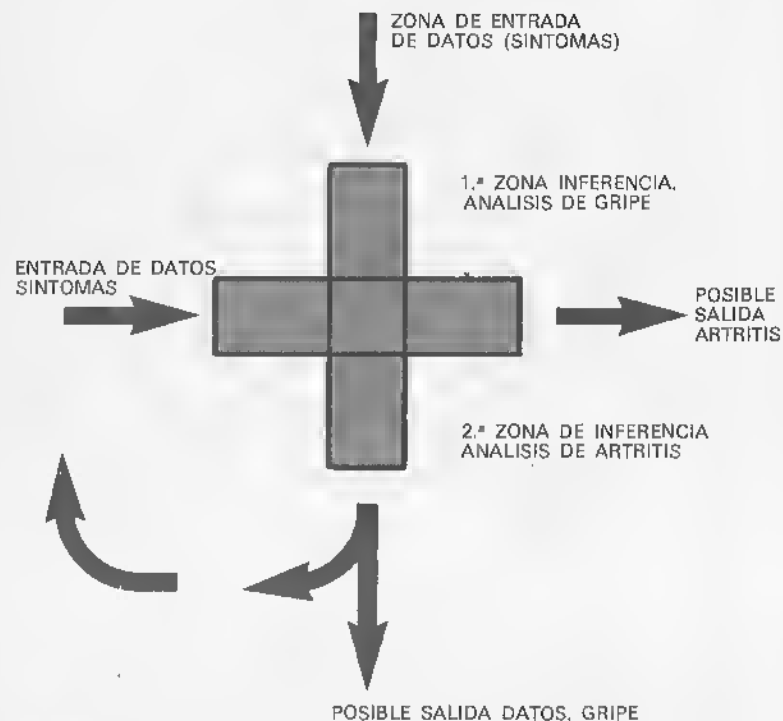 ZONA DE ENTRADA
DE DATOS (SINTOMAS)
1.ª ZONA INFERENCIA.
ANALISIS DE GRIPE
ENTRADA DE DATOS
SINTOMAS
POSIBLE
SALIDA
ARTRITIS
2.ª ZONA DE INFERENCIA
ANALISIS DE ARTRITIS
POSIBLE SALIDA DATOS, GRIPE